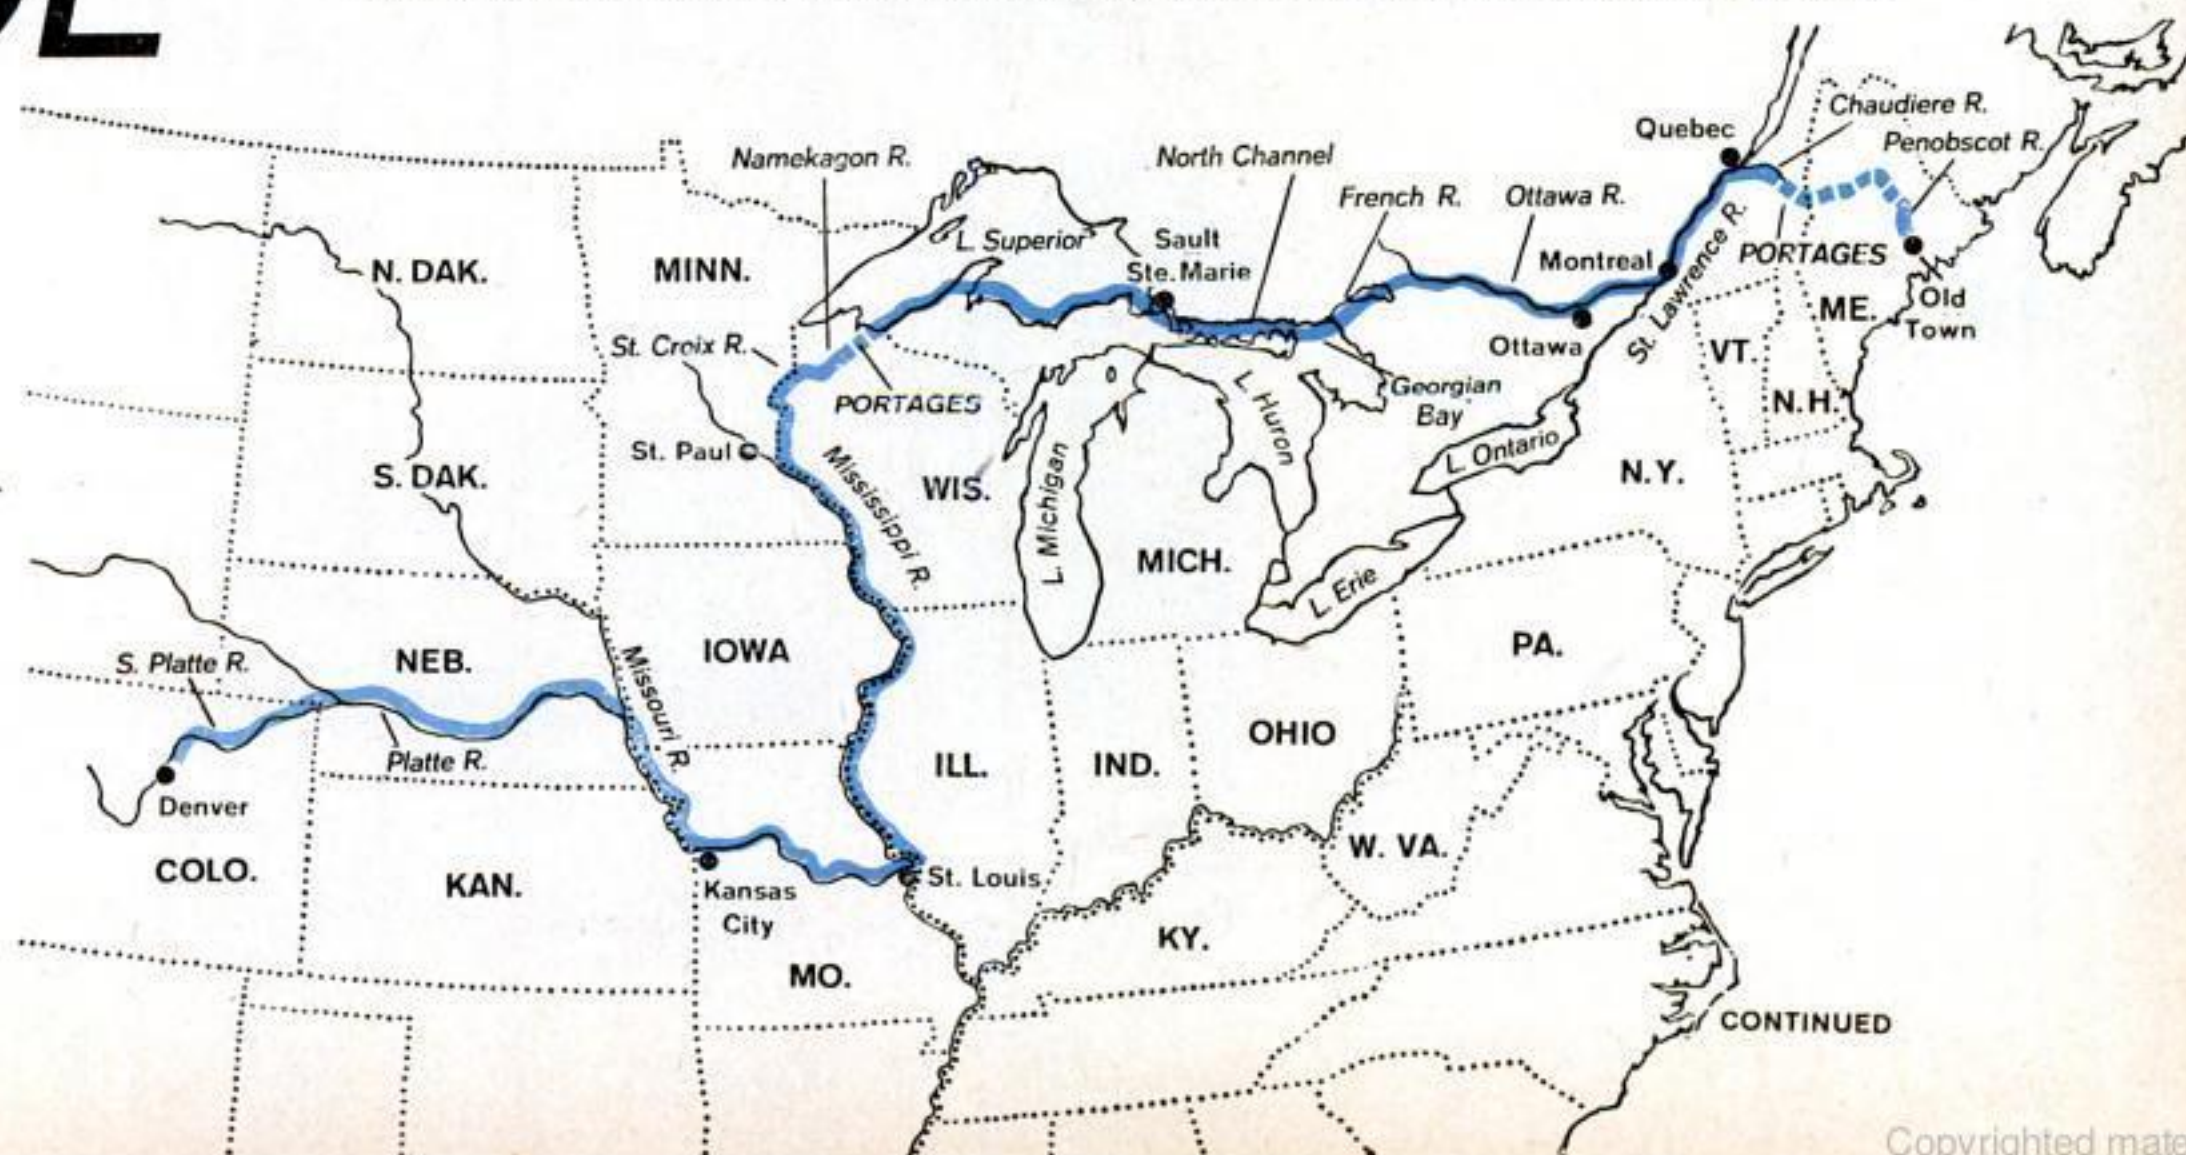 Quebec
Chaudiere R.
Penobscot R.
Namekagon R.
North Channel
French R.
Ottawa R.
L. Superior
Sault
Ste. Marie
Montreal
St. Lawrence R.
PORTAGES
N. DAK.
MINN.
ME.
Old
Town
St. Croix R.
Ottawa
VT.
PORTAGES
Georgian
Bay
N.H.
L. Huron
St. Paul
Mississippi R.
L. Ontario
S. DAK.
WIS.
L. Michigan
N.Y.
MICH.
L. Erie
S. Platte R.
NEB.
Missouri R.
IOWA
PA.
Platte R.
ILL.
IND.
OHIO
Denver
COLO.
KAN.
Kansas
City
St. Louis
W. VA.
KY.
MO.
CONTINUED